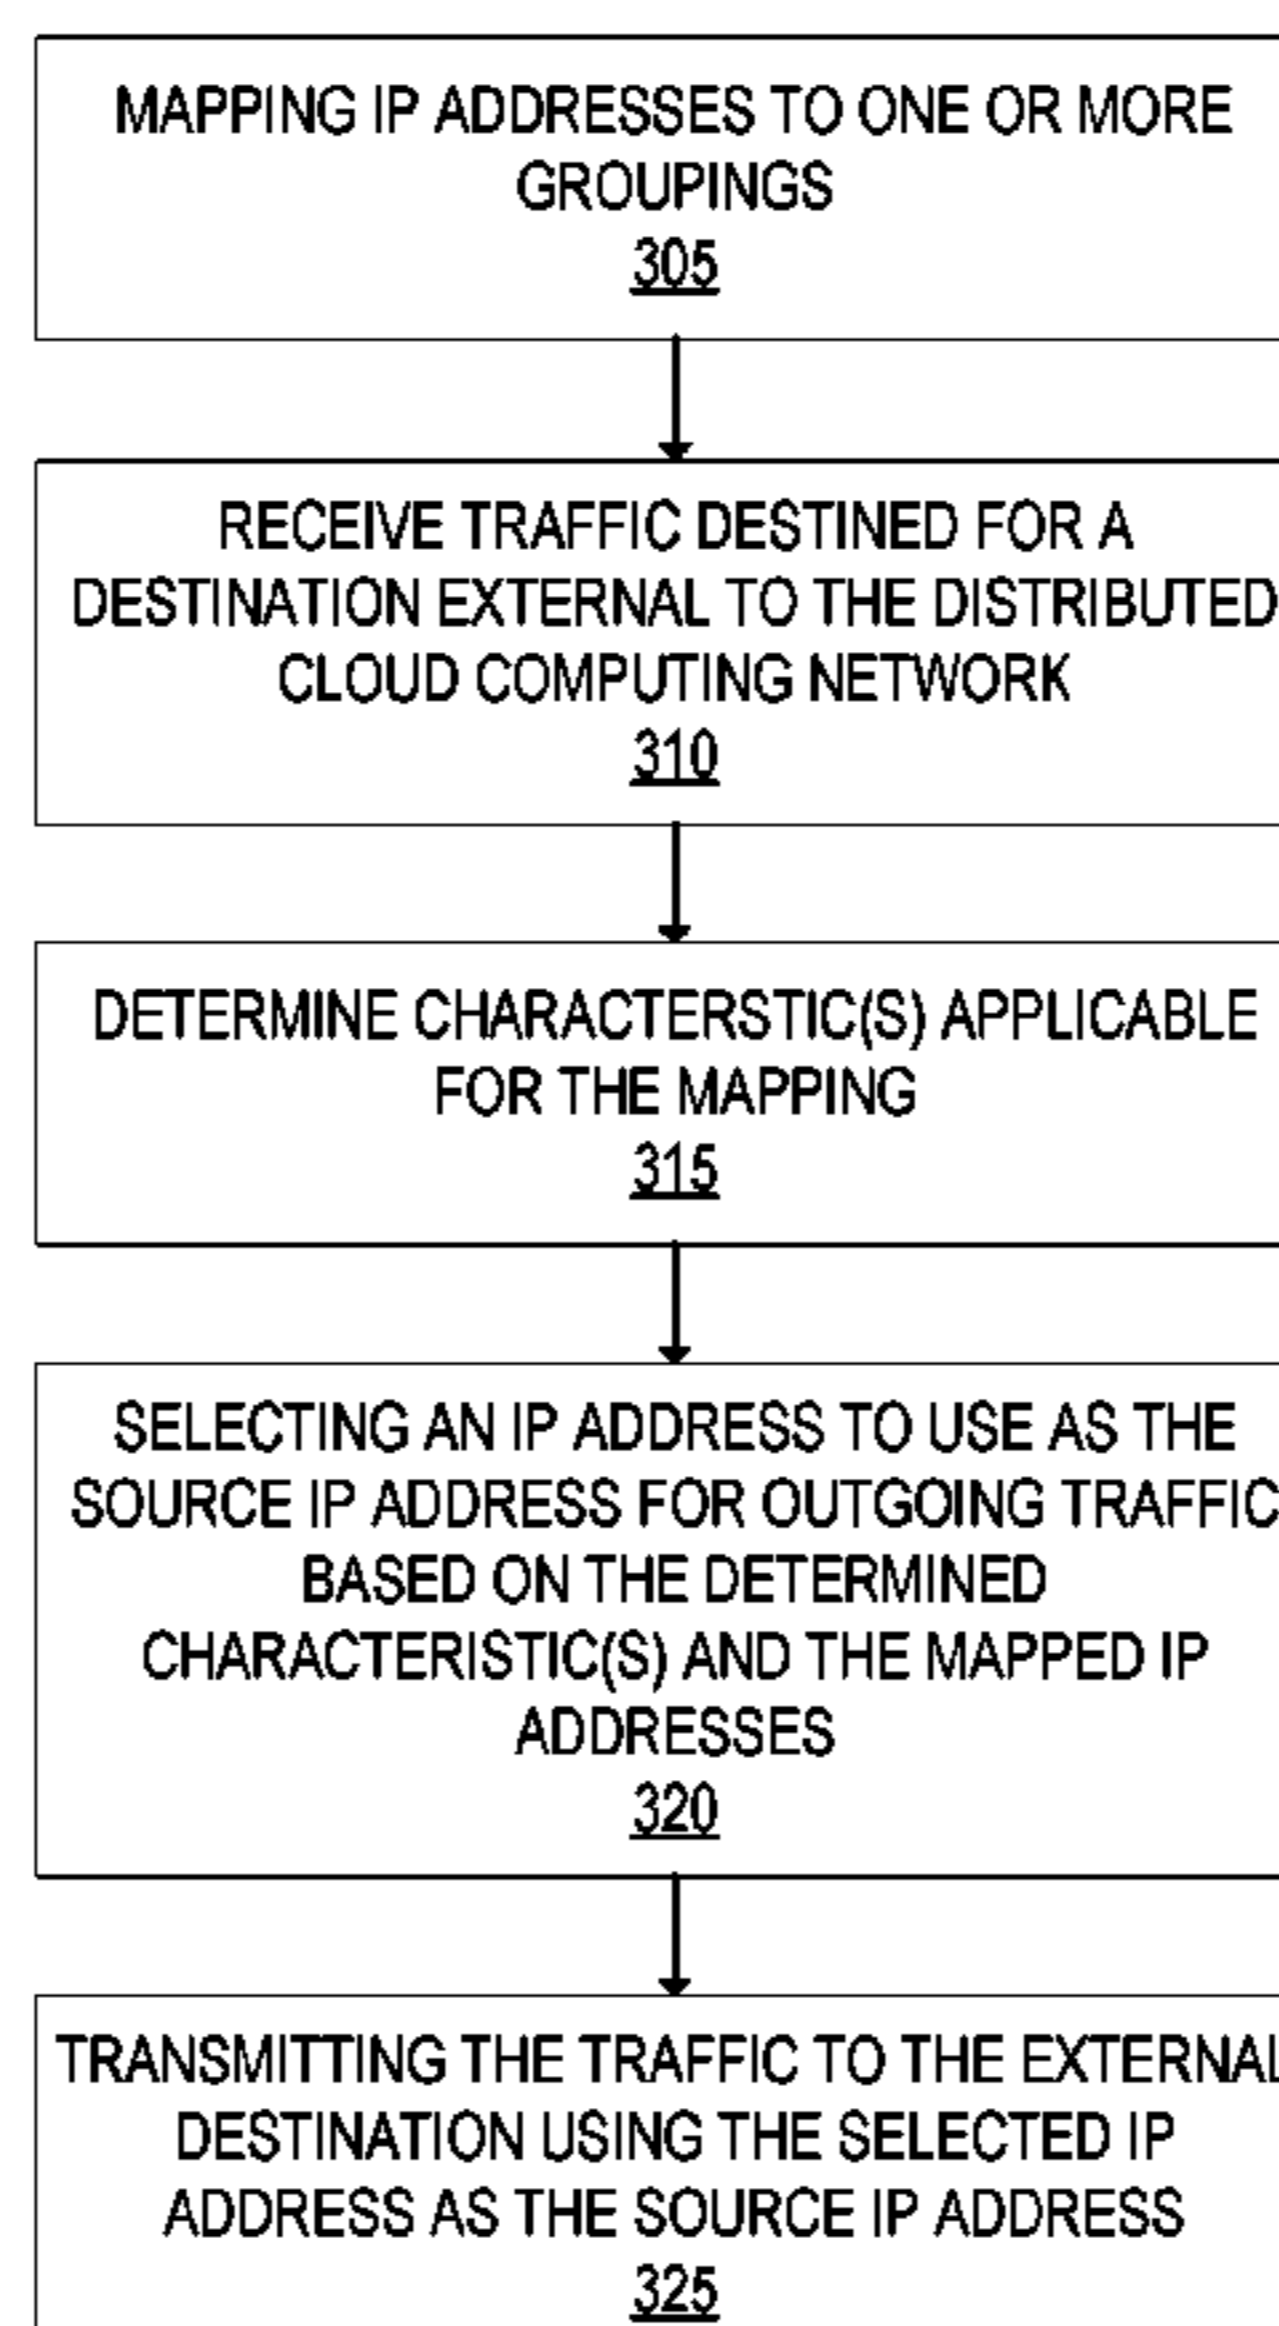 MAPPING IP ADDRESSES TO ONE OR MORE
GROUPINGS
305
RECEIVE TRAFFIC DESTINED FOR A
DESTINATION EXTERNAL TO THE DISTRIBUTED
CLOUD COMPUTING NETWORK
310
DETERMINE CHARACTERSTIC(S) APPLICABLE
FOR THE MAPPING
315
SELECTING AN IP ADDRESS TO USE AS THE
SOURCE IP ADDRESS FOR OUTGOING TRAFFIC
BASED ON THE DETERMINED
CHARACTERISTIC(S) AND THE MAPPED IP
ADDRESSES
320
TRANSMITTING THE TRAFFIC TO THE EXTERNAL
DESTINATION USING THE SELECTED IP
ADDRESS AS THE SOURCE IP ADDRESS
325